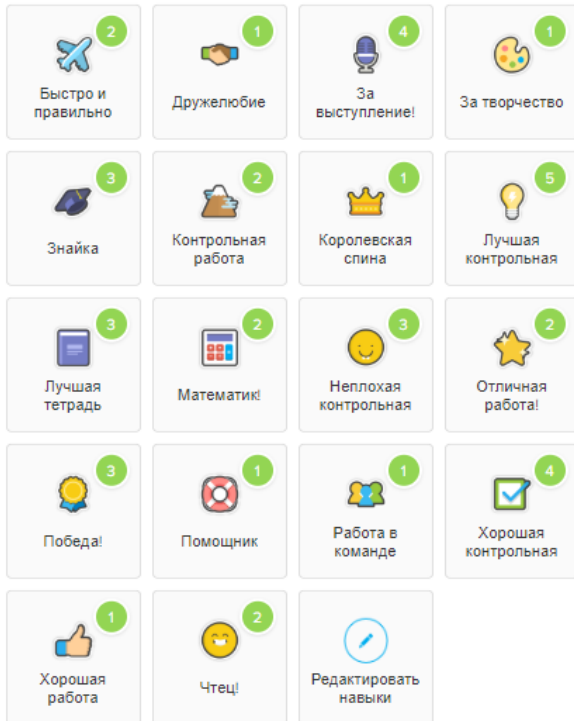 2
1
4
1
Быстро и
правильно
Дружелюбие
За
выступление!
За творчество
3
2
1
5
Знайка
Контрольная
работа
Королевская
спина
Лучшая
контрольная
3
2
3
2
Лучшая
тетрадь
Математик!
Неплохая
контрольная
Отличная
работа!
3
1
1
4
Победа!
Помощник
Работа в
команде
Хорошая
контрольная
1
2
Хорошая
работа
Чтец!
Редактировать
навыки